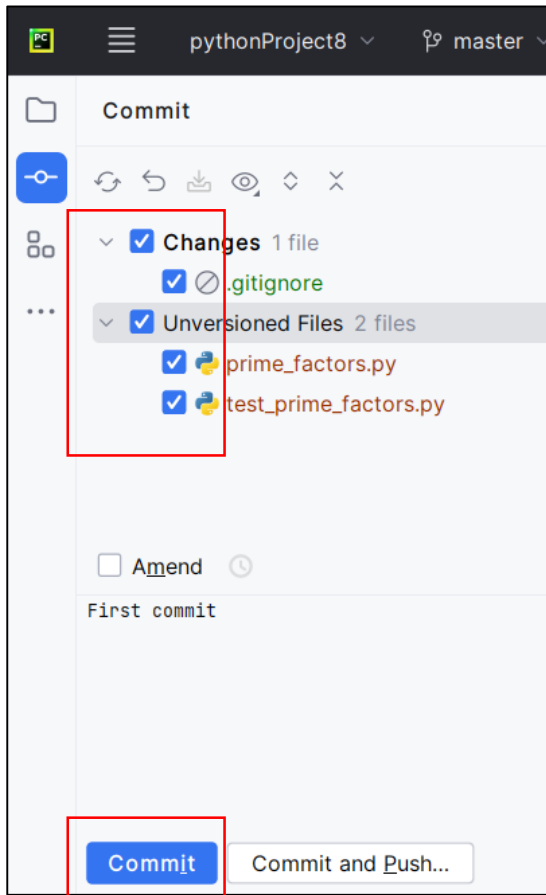 PC
pythonProject8 master
Commit
Changes 1 file
.gitignore
Unversioned Files 2 files
prime_factors.py
test_prime_factors.py
Amend
First commit
Commit Commit and Push...